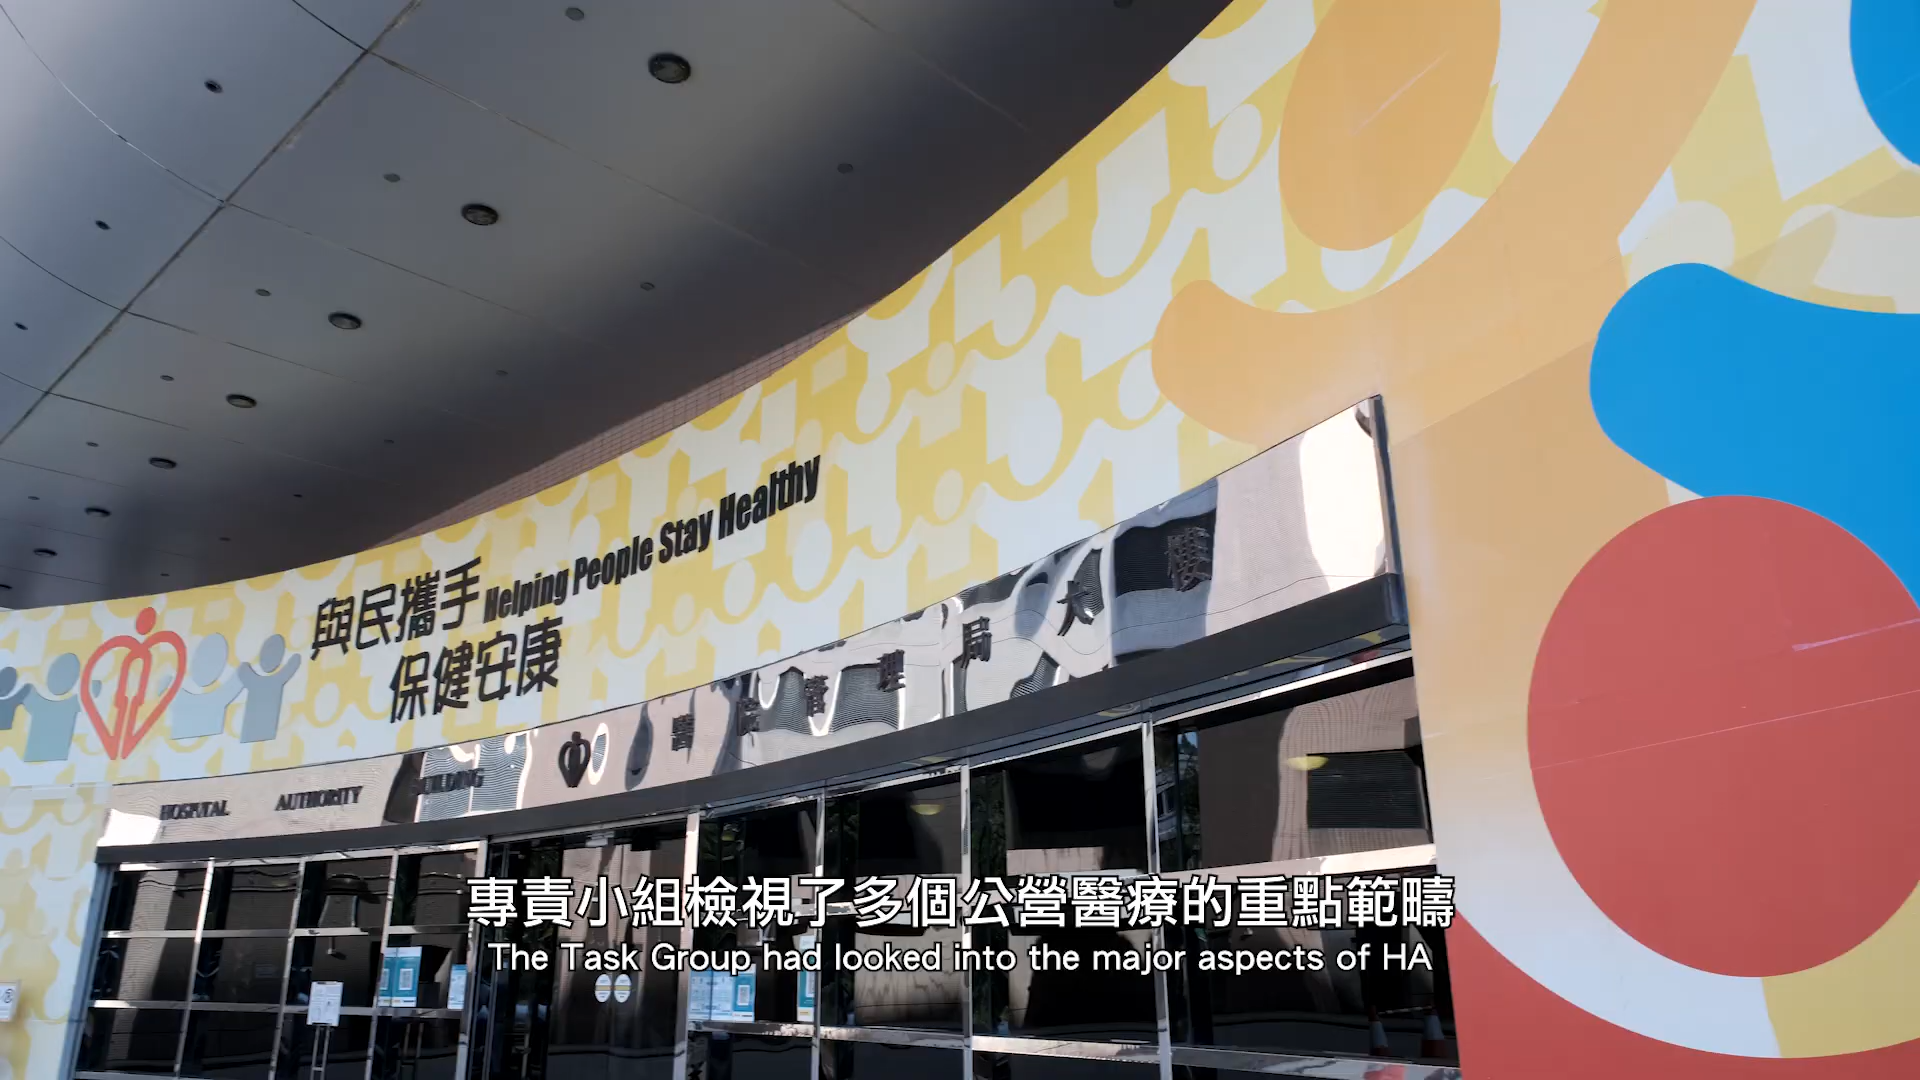 與民攜手 Helping People Stay Healthy
保健安康
HOSPITAL AUTHORITY BUILDING 醫院管理局大樓
專責小組檢視了多個公營醫療的重點範疇
The Task Group had looked into the major aspects of HA